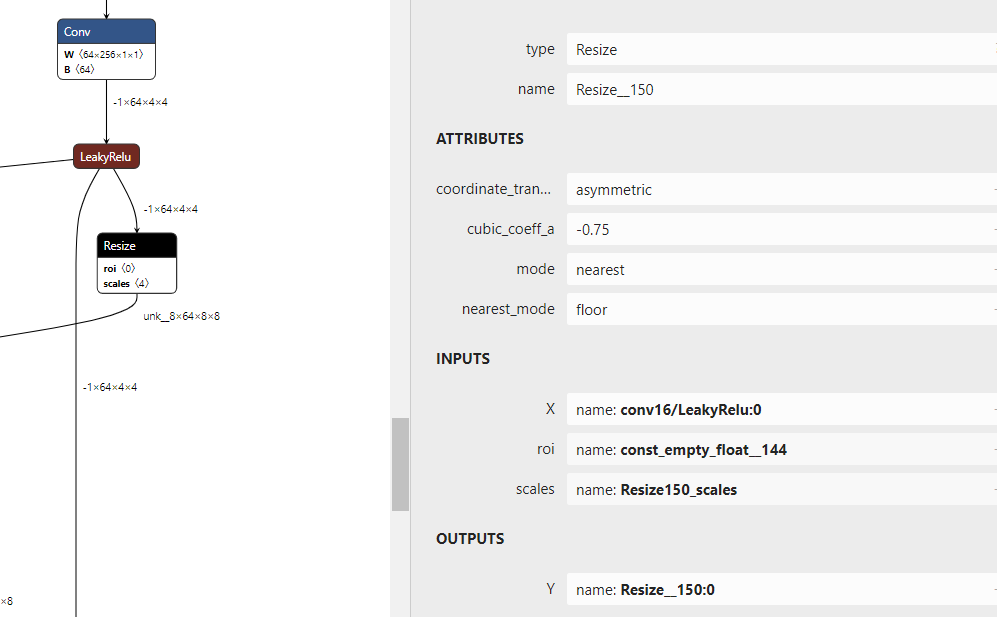 Conv
W 〈64×256×1×1〉
B 〈64〉
-1×64×4×4
LeakyRelu
-1×64×4×4
Resize
roi 〈0〉
scales 〈4〉
unk__8×64×8×8
-1×64×4×4
×8
type Resize
name Resize__150
ATTRIBUTES
coordinate_tran... asymmetric
cubic_coeff_a -0.75
mode nearest
nearest_mode floor
INPUTS
X name: conv16/LeakyRelu:0
roi name: const_empty_float__144
scales name: Resize150_scales
OUTPUTS
Y name: Resize__150:0